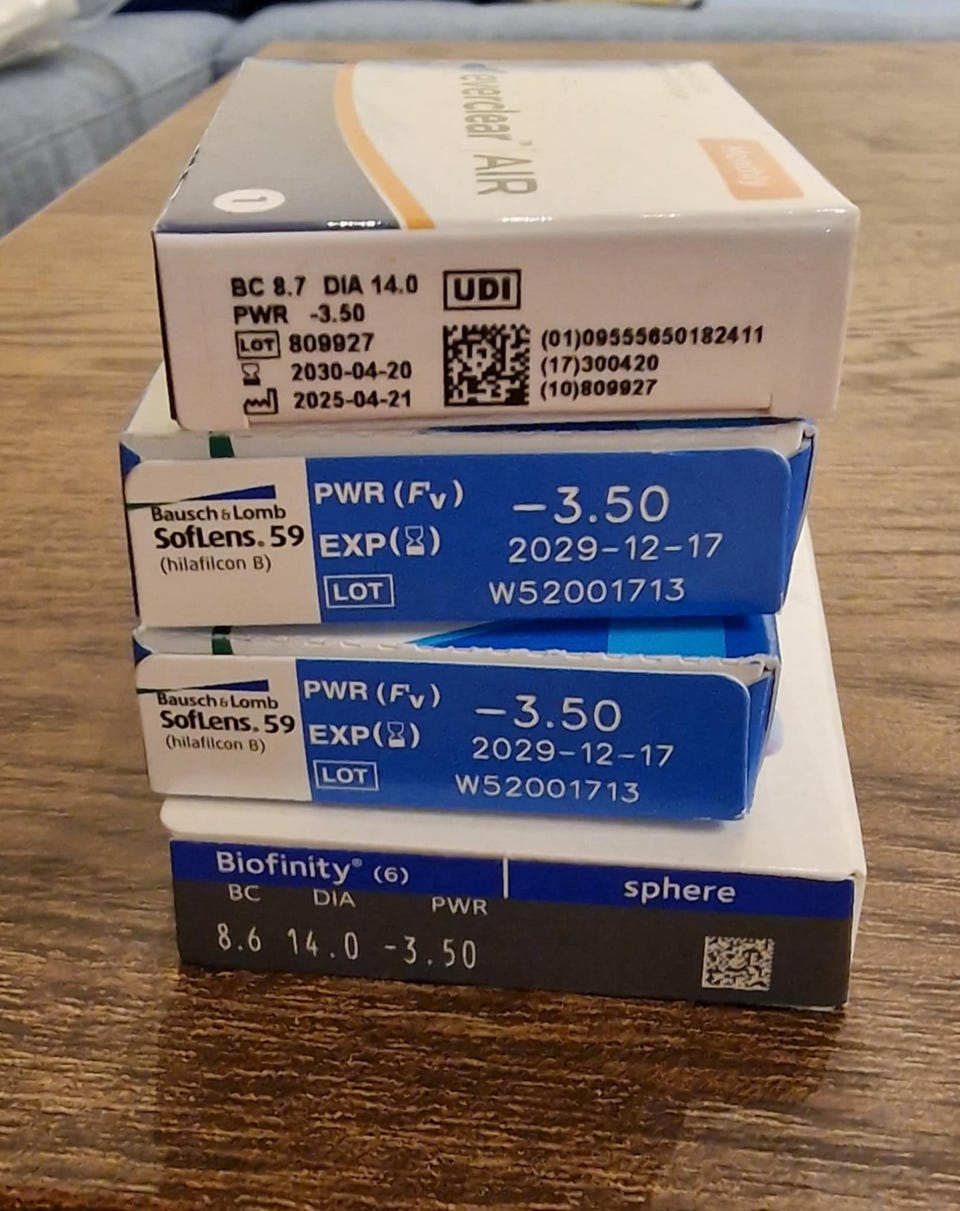 everclear™ AIR
Monthly
1
BC 8.7 DIA 14.0
PWR -3.50
LOT 809927
2030-04-20
2025-04-21
UDI
(01)09555650182411
(17)300420
(10)809927
Bausch & Lomb
SofLens® 59
(hilafilcon B)
PWR (Fv) -3.50
EXP( ) 2029-12-17
LOT W52001713
Bausch & Lomb
SofLens® 59
(hilafilcon B)
PWR (Fv) -3.50
EXP( ) 2029-12-17
LOT W52001713
Biofinity® (6) sphere
BC DIA PWR
8.6 14.0 -3.50